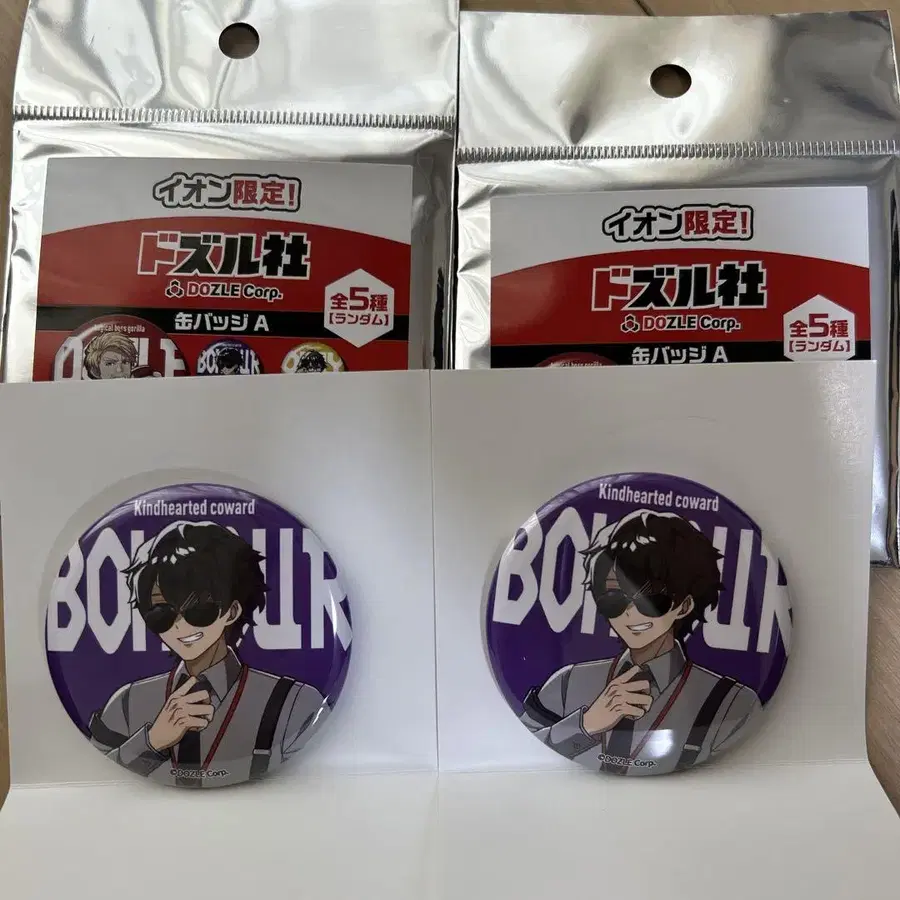 イオン限定!
ドズル社
DOZLE Corp.
全5種
【ランダム】
缶バッジ A
イオン限定!
ドズル社
DOZLE Corp.
全5種
【ランダム】
缶バッジ A
Kindhearted coward
©DOZLE Corp.
Kindhearted coward
©DOZLE Corp.